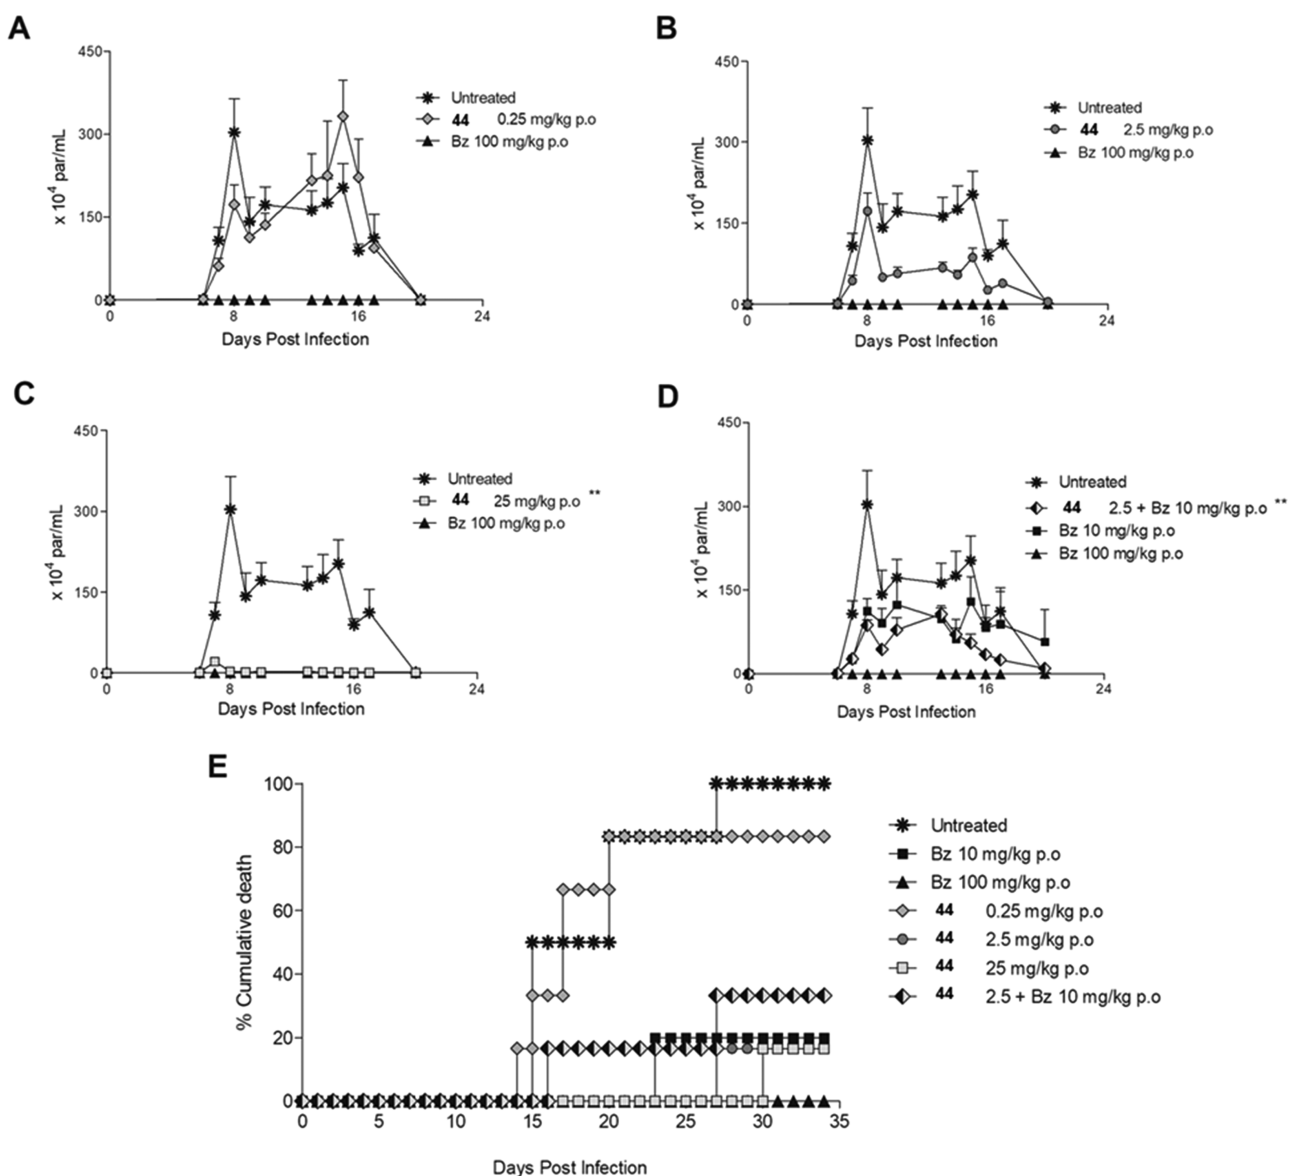 A
450
300
150
0
x 10⁴ par/mL
0 8 16 24
Days Post Infection
Untreated
44 0.25 mg/kg p.o
Bz 100 mg/kg p.o
B
450
300
150
0
x 10⁴ par/mL
0 8 16 24
Days Post Infection
Untreated
44 2.5 mg/kg p.o
Bz 100 mg/kg p.o
C
450
300
150
0
x 10⁴ par/mL
0 8 16 24
Days Post Infection
Untreated
44 25 mg/kg p.o **
Bz 100 mg/kg p.o
D
450
300
150
0
x 10⁴ par/mL
0 8 16 24
Days Post Infection
Untreated
44 2.5 + Bz 10 mg/kg p.o **
Bz 10 mg/kg p.o
Bz 100 mg/kg p.o
E
100
80
60
40
20
0
% Cumulative death
0 5 10 15 20 25 30 35
Days Post Infection
Untreated
Bz 10 mg/kg p.o
Bz 100 mg/kg p.o
44 0.25 mg/kg p.o
44 2.5 mg/kg p.o
44 25 mg/kg p.o
44 2.5 + Bz 10 mg/kg p.o